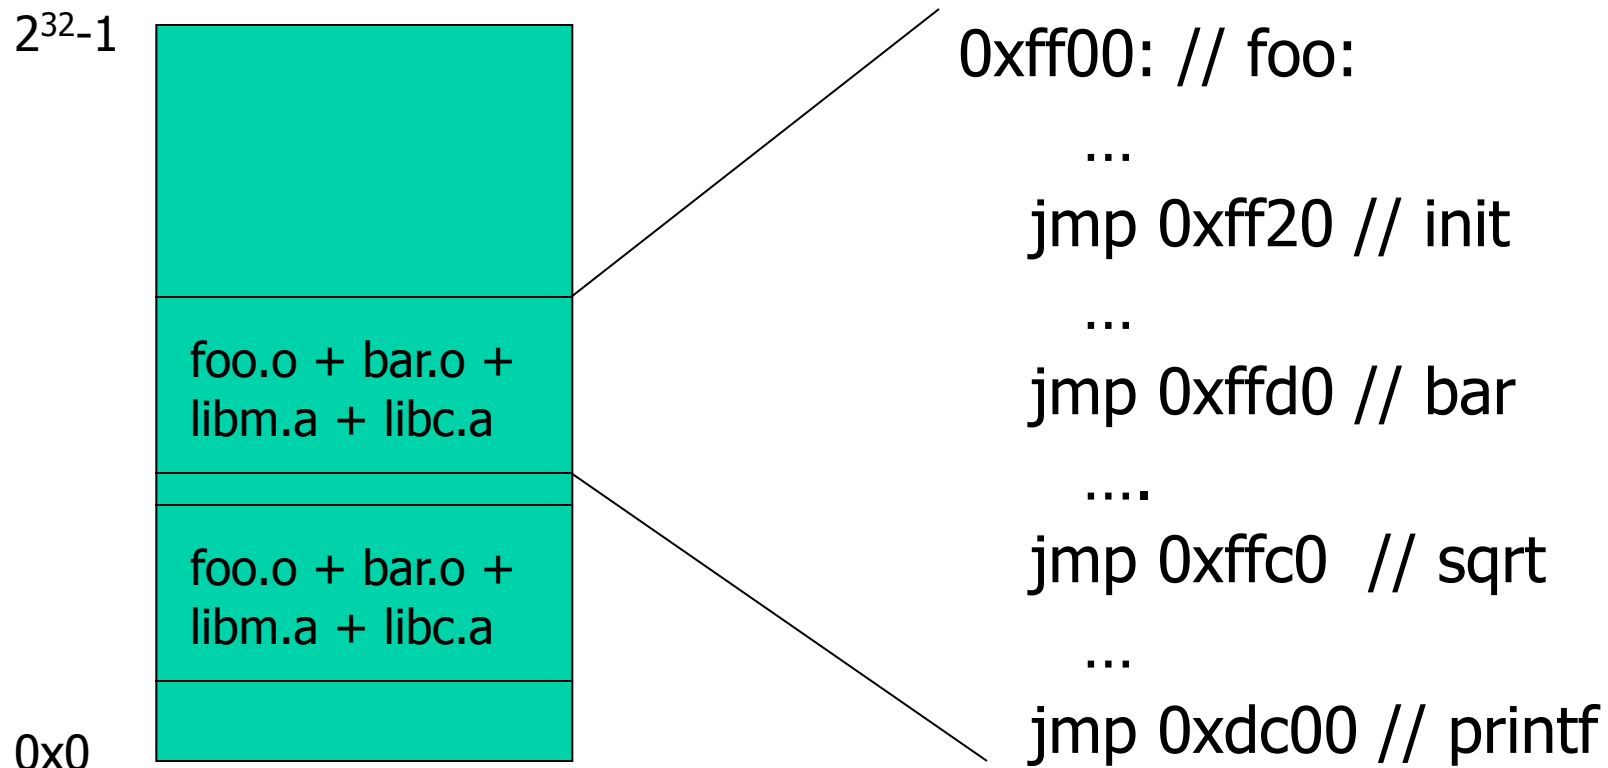 2³²-1
foo.o + bar.o +
libm.a + libc.a
foo.o + bar.o +
libm.a + libc.a
0x0
0xff00: // foo:
...
jmp 0xff20 // init
...
jmp 0xffd0 // bar
....
jmp 0xffc0 // sqrt
...
jmp 0xdc00 // printf